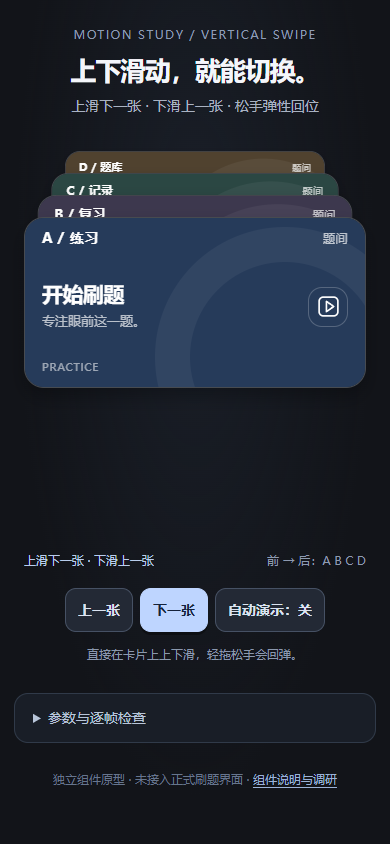 MOTION STUDY / VERTICAL SWIPE
上下滑动，就能切换。
上滑下一张 · 下滑上一张 · 松手弹性回位
D / 题库 题问
C / 记录 题问
B / 复习 题问
A / 练习 题问
开始刷题
专注眼前这一题。
PRACTICE
上滑下一张 · 下滑上一张 前 → 后：A B C D
上一张 下一张 自动演示：关
直接在卡片上上下滑，轻拖松手会回弹。
▶ 参数与逐帧检查
独立组件原型 · 未接入正式刷题界面 · 组件说明与调研